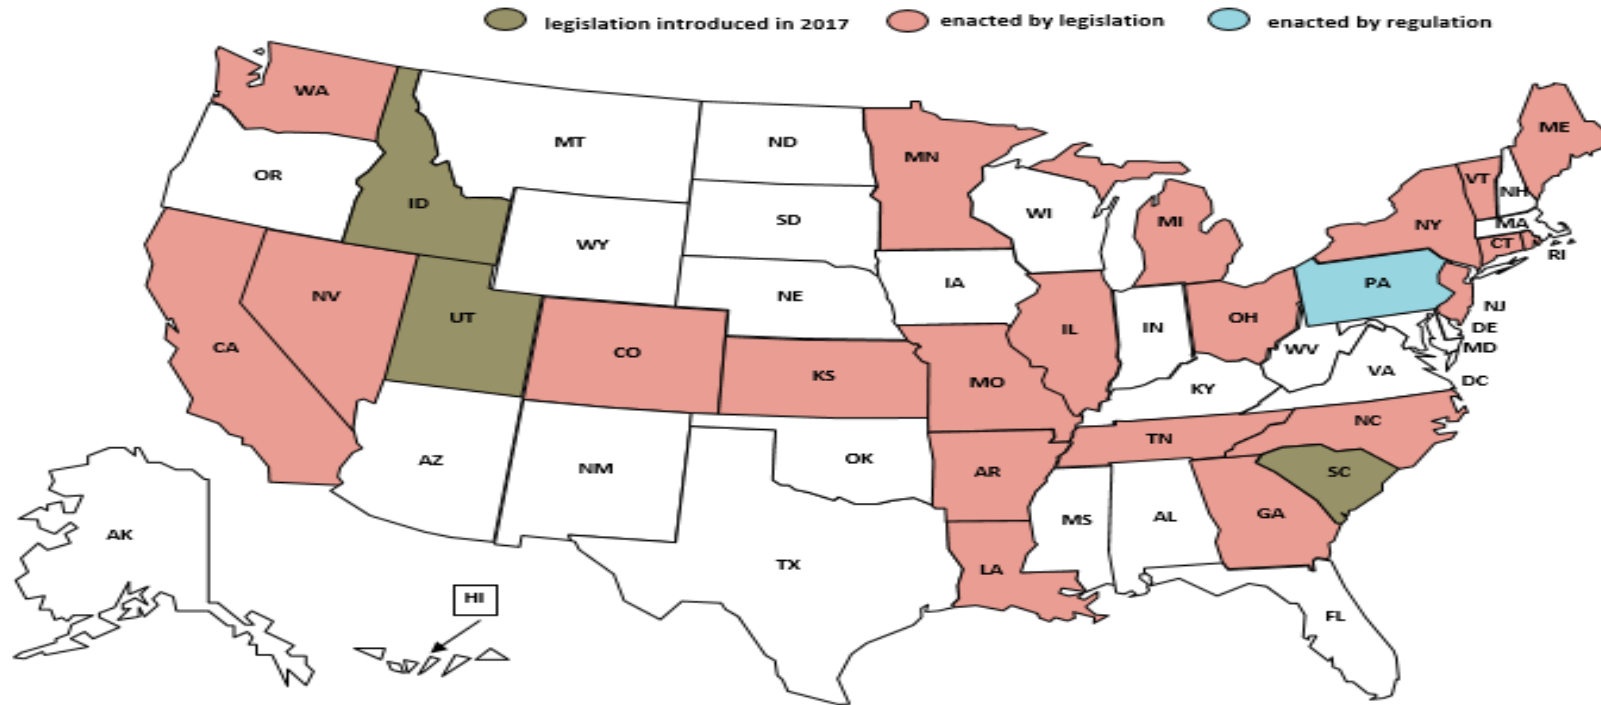 legislation introduced in 2017 enacted by legislation enacted by regulation
WA
MT
ND
MN
ME
OR
ID
SD
WI
MI
VT
NH
NY
MA
CT
RI
WY
NE
IA
PA
NV
UT
CO
KS
MO
IL
IN
OH
NJ
DE
MD
WV
VA
DC
CA
KY
AZ
NM
OK
AR
TN
NC
SC
AK
TX
LA
MS
AL
GA
HI
FL